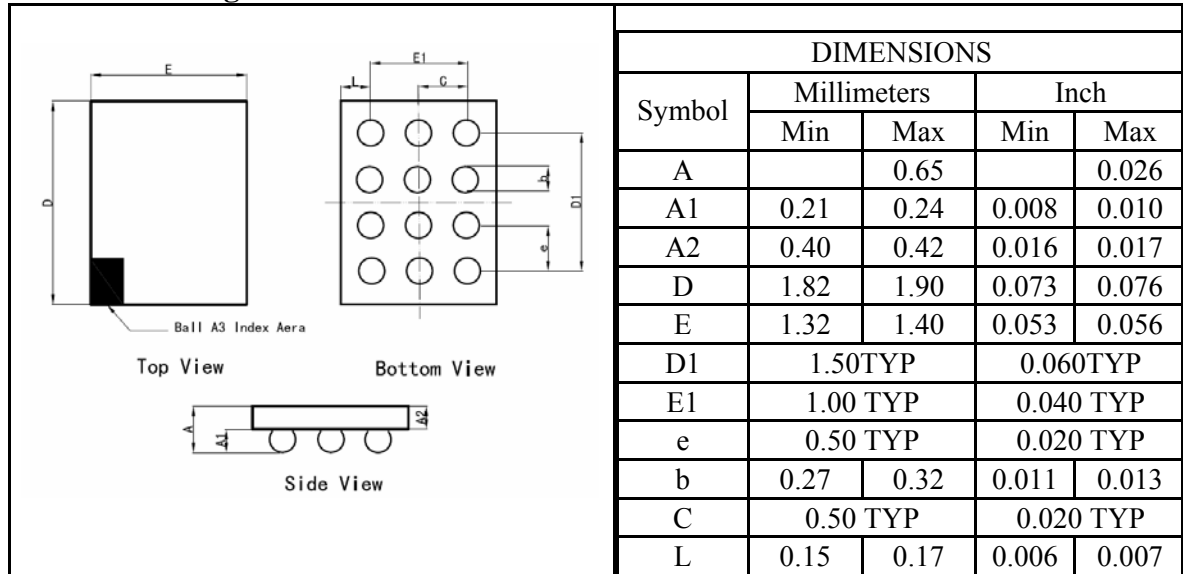 E
D
Ball A3 Index Aera
Top View
E1
L
C
b
D1
e
Bottom View
A
A1
A2
Side View
DIMENSIONS
Symbol Millimeters Inch
Min Max Min Max
A 0.65 0.026
A1 0.21 0.24 0.008 0.010
A2 0.40 0.42 0.016 0.017
D 1.82 1.90 0.073 0.076
E 1.32 1.40 0.053 0.056
D1 1.50TYP 0.060TYP
E1 1.00 TYP 0.040 TYP
e 0.50 TYP 0.020 TYP
b 0.27 0.32 0.011 0.013
C 0.50 TYP 0.020 TYP
L 0.15 0.17 0.006 0.007